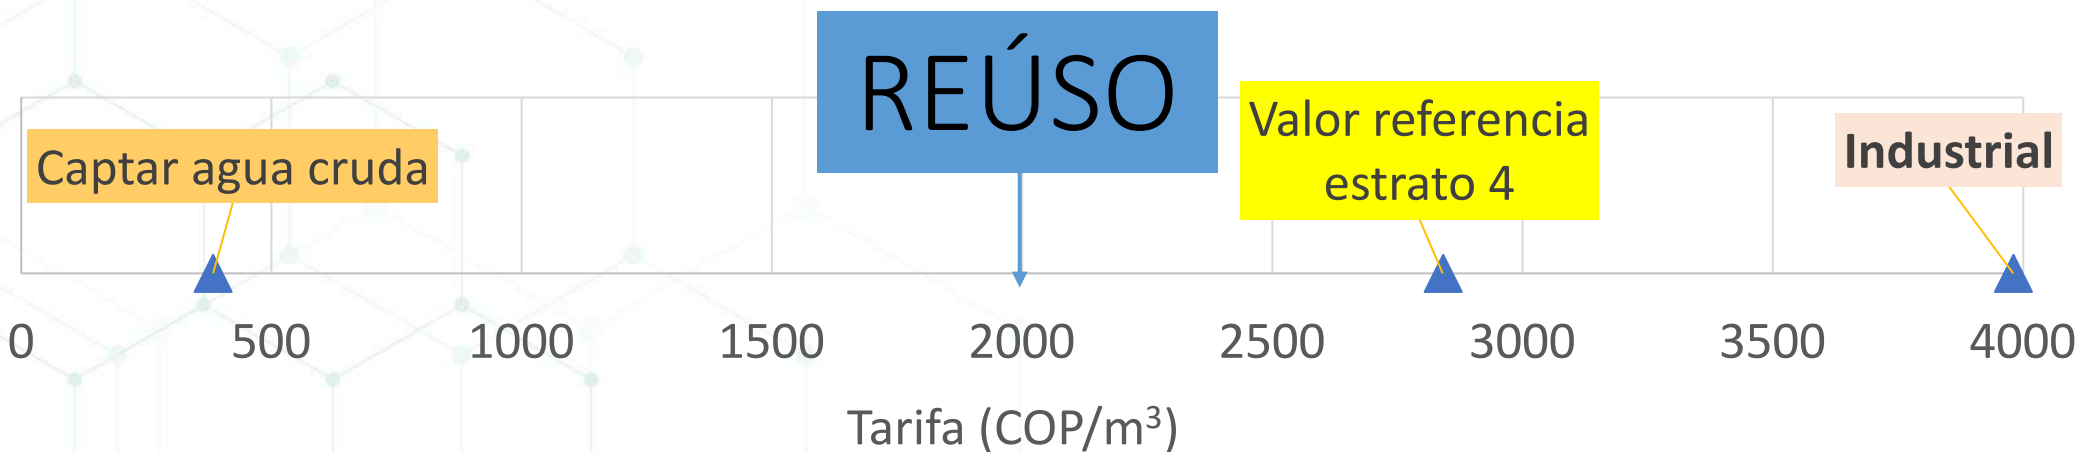 REÚSO
Captar agua cruda
Valor referencia
estrato 4
Industrial
0 500 1000 1500 2000 2500 3000 3500 4000
Tarifa (COP/m³)